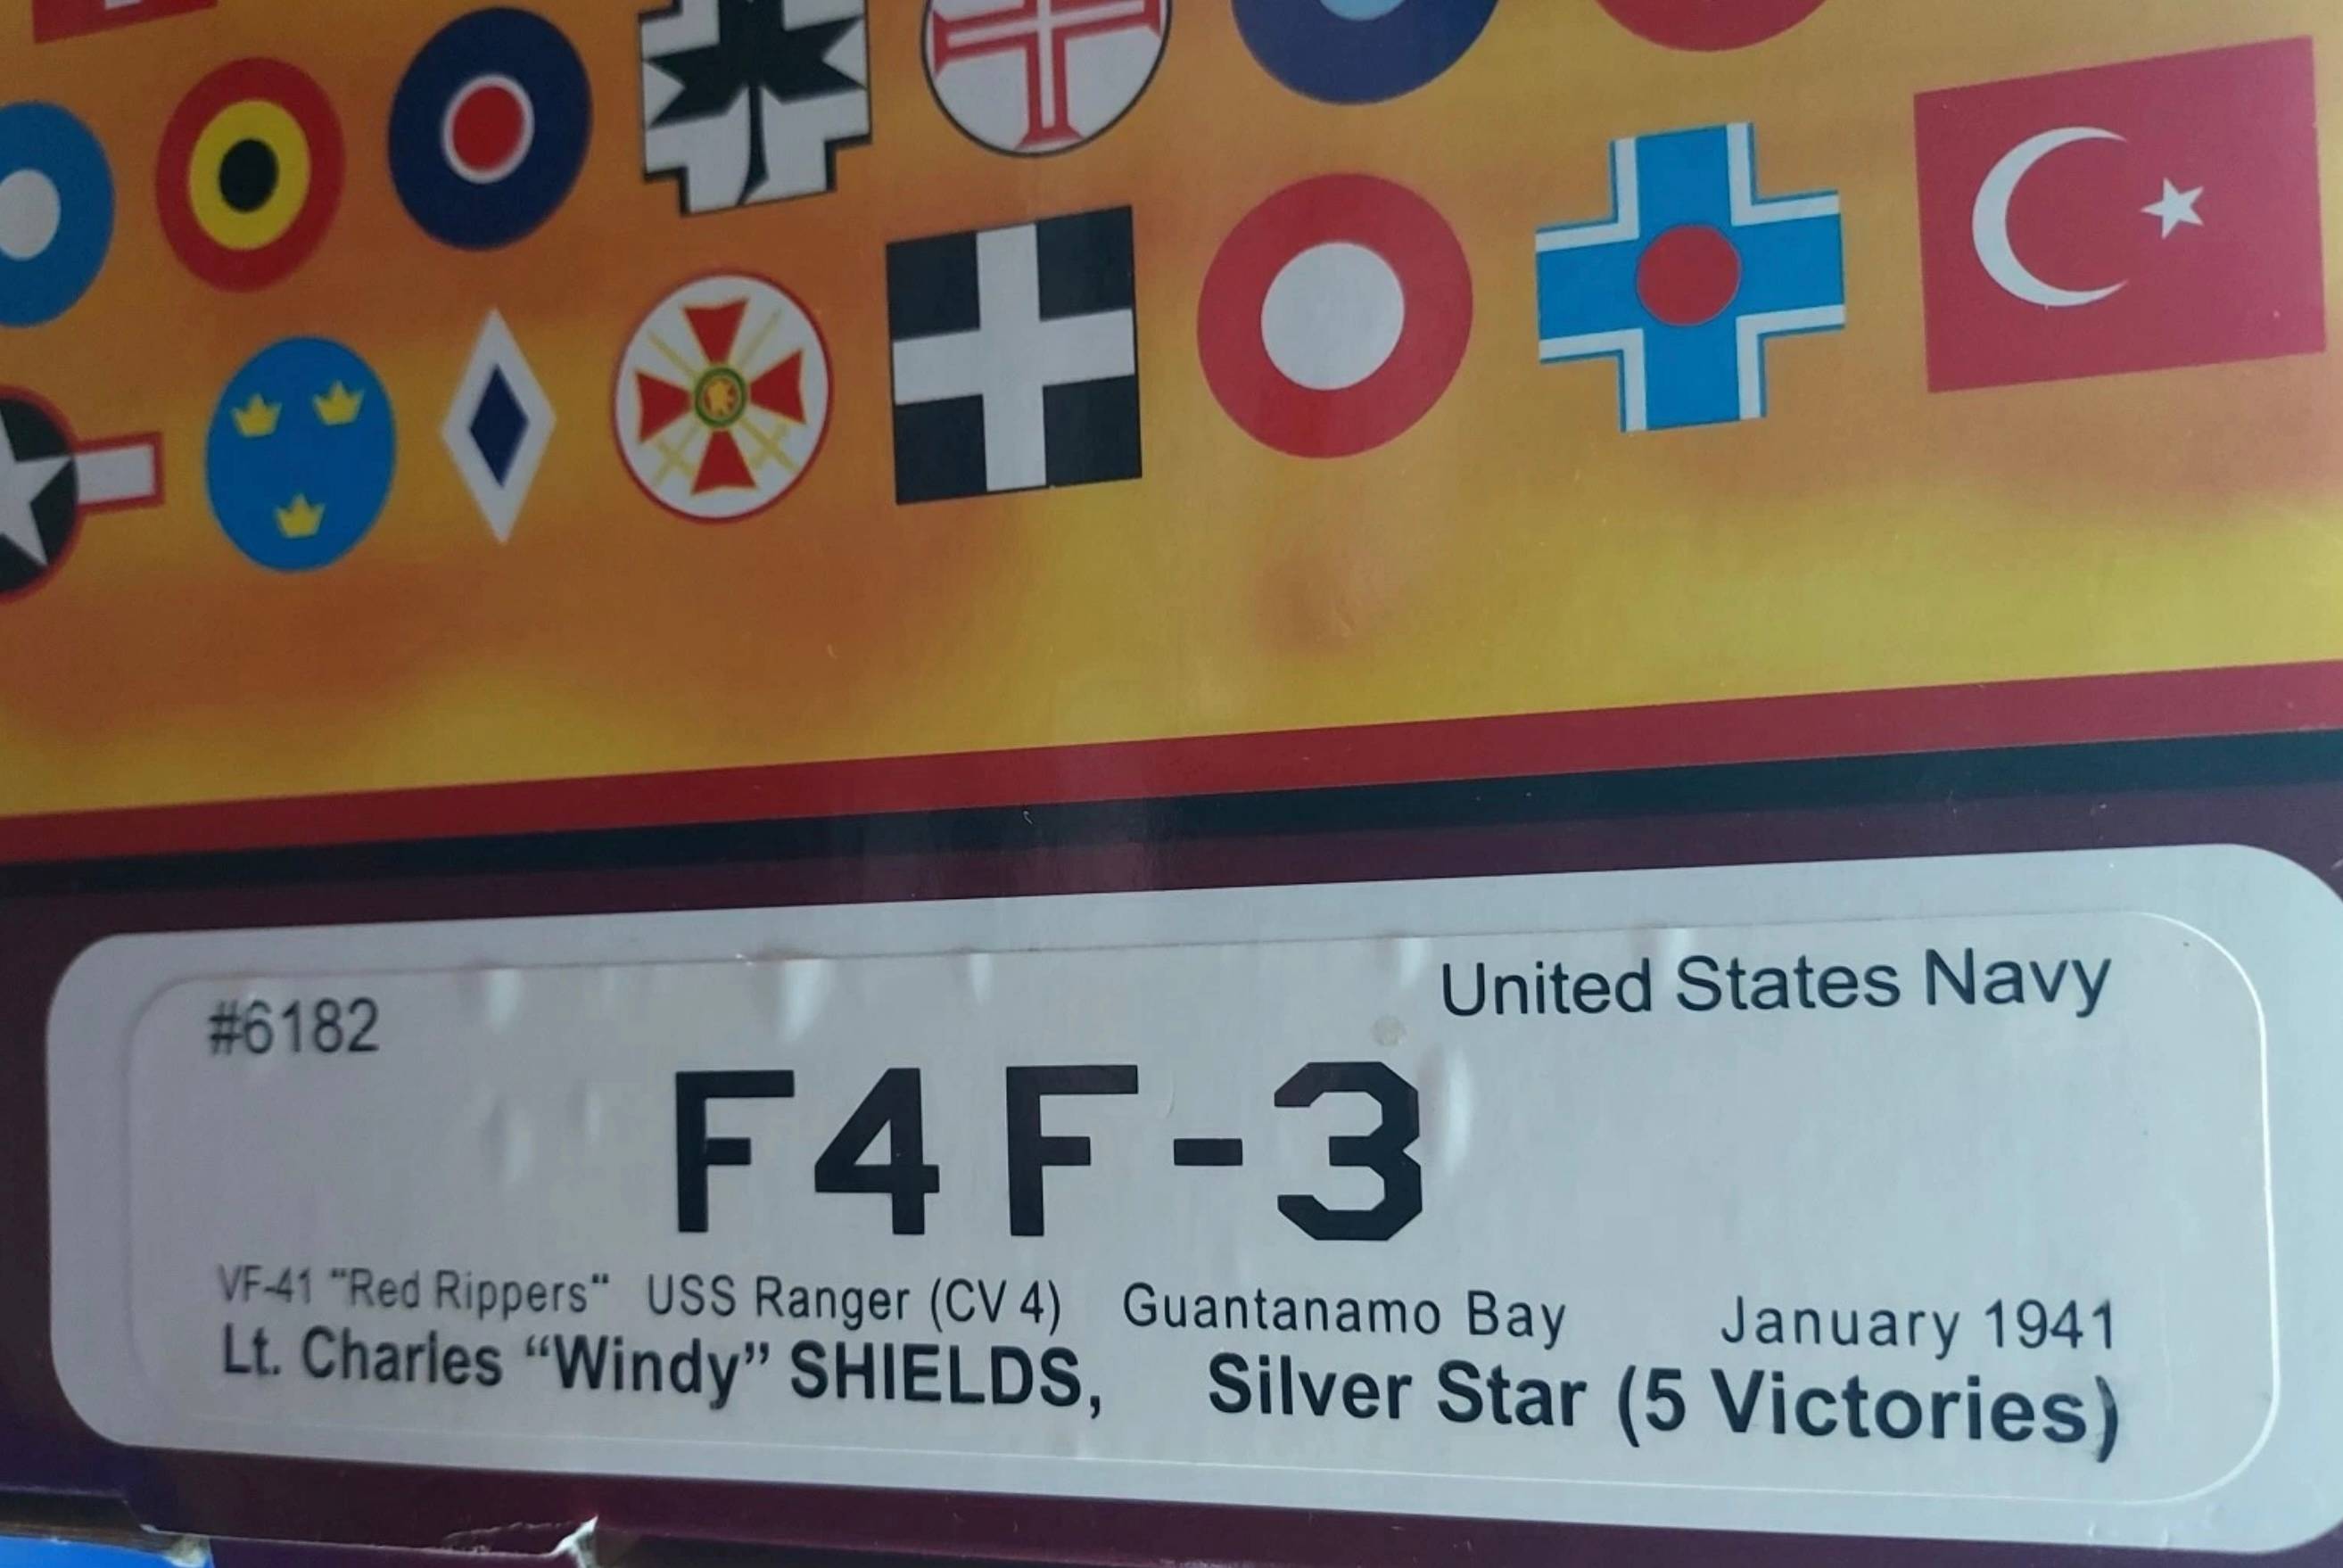 #6182
United States Navy
F4F-3
VF-41 “Red Rippers“ USS Ranger (CV 4) Guantanamo Bay January 1941
Lt. Charles “Windy” SHIELDS, Silver Star (5 Victories)